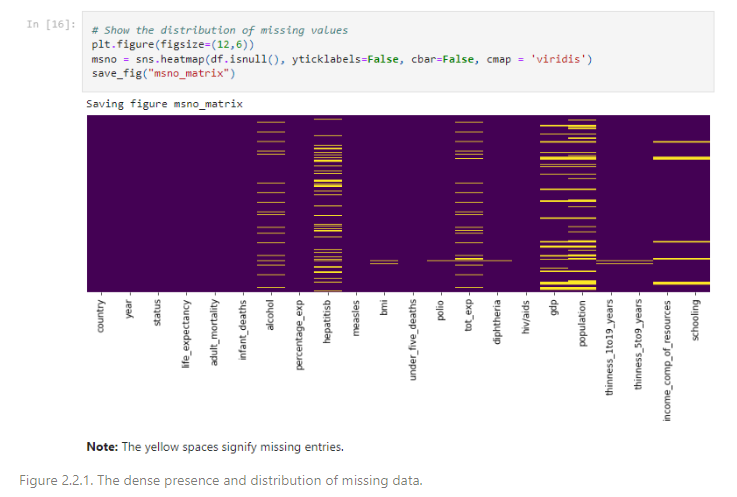 In [16]:
# Show the distribution of missing values
plt.figure(figsize=(12,6))
msno = sns.heatmap(df.isnull(), yticklabels=False, cbar=False, cmap = 'viridis')
save_fig("msno_matrix")
Saving figure msno_matrix
country
year
status
life_expectancy
adult_mortality
infant_deaths
alcohol
percentage_exp
hepatitisb
measles
bmi
under_five_deaths
polio
tot_exp
diphtheria
hiv/aids
gdp
population
thinness_1to19_years
thinness_5to9_years
income_comp_of_resources
schooling
Note: The yellow spaces signify missing entries.
Figure 2.2.1. The dense presence and distribution of missing data.